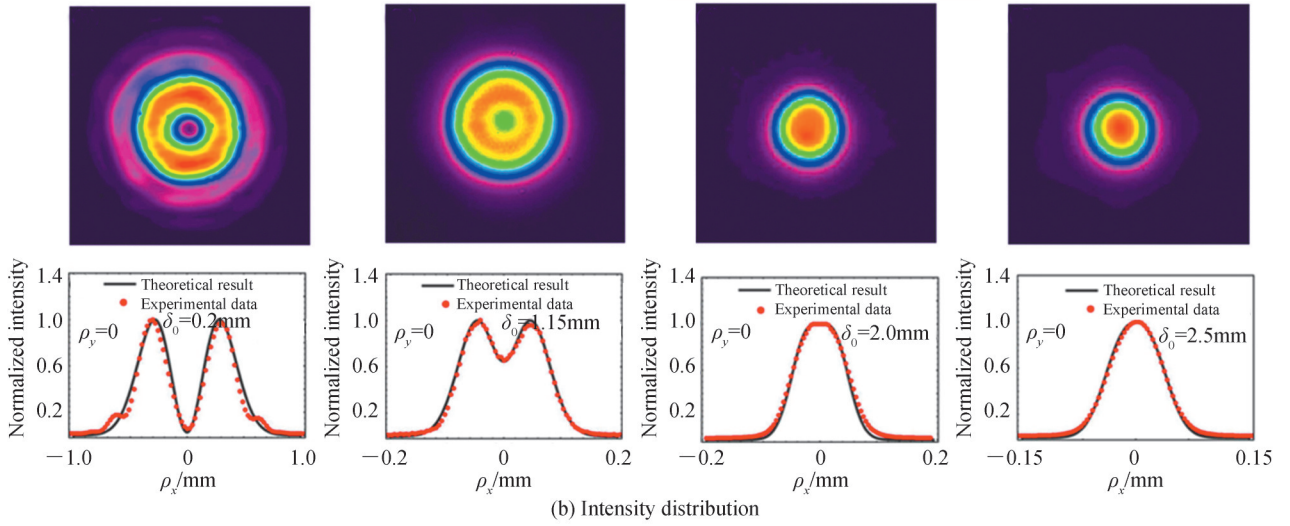 1.4
Normalized intensity
1.0
0.6
0.2
Theoretical result
Experimental data
δ0=0.2mm
ρy=0
−1.0
0
1.0
ρx/mm
1.4
Normalized intensity
1.0
0.6
0.2
Theoretical result
Experimental data
δ0=1.15mm
ρy=0
−0.2
0
0.2
ρx/mm
1.4
Normalized intensity
1.0
0.6
0.2
Theoretical result
Experimental data
δ0=2.0mm
ρy=0
−0.2
0
0.2
ρx/mm
1.4
Normalized intensity
1.0
0.6
0.2
Theoretical result
Experimental data
δ0=2.5mm
ρy=0
−0.15
0
0.15
ρx/mm
(b) Intensity distribution